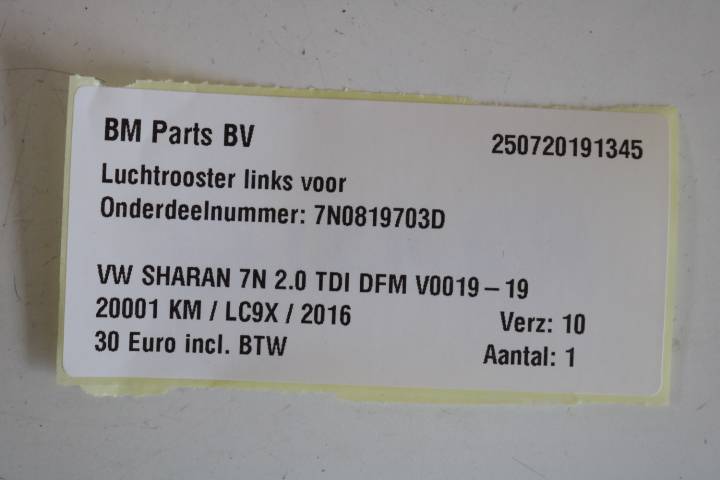 BM Parts BV 250720191345
Luchtrooster links voor
Onderdeelnummer: 7N0819703D
VW SHARAN 7N 2.0 TDI DFM V0019-19
20001 KM / LC9X / 2016 Verz: 10
30 Euro incl. BTW Aantal: 1